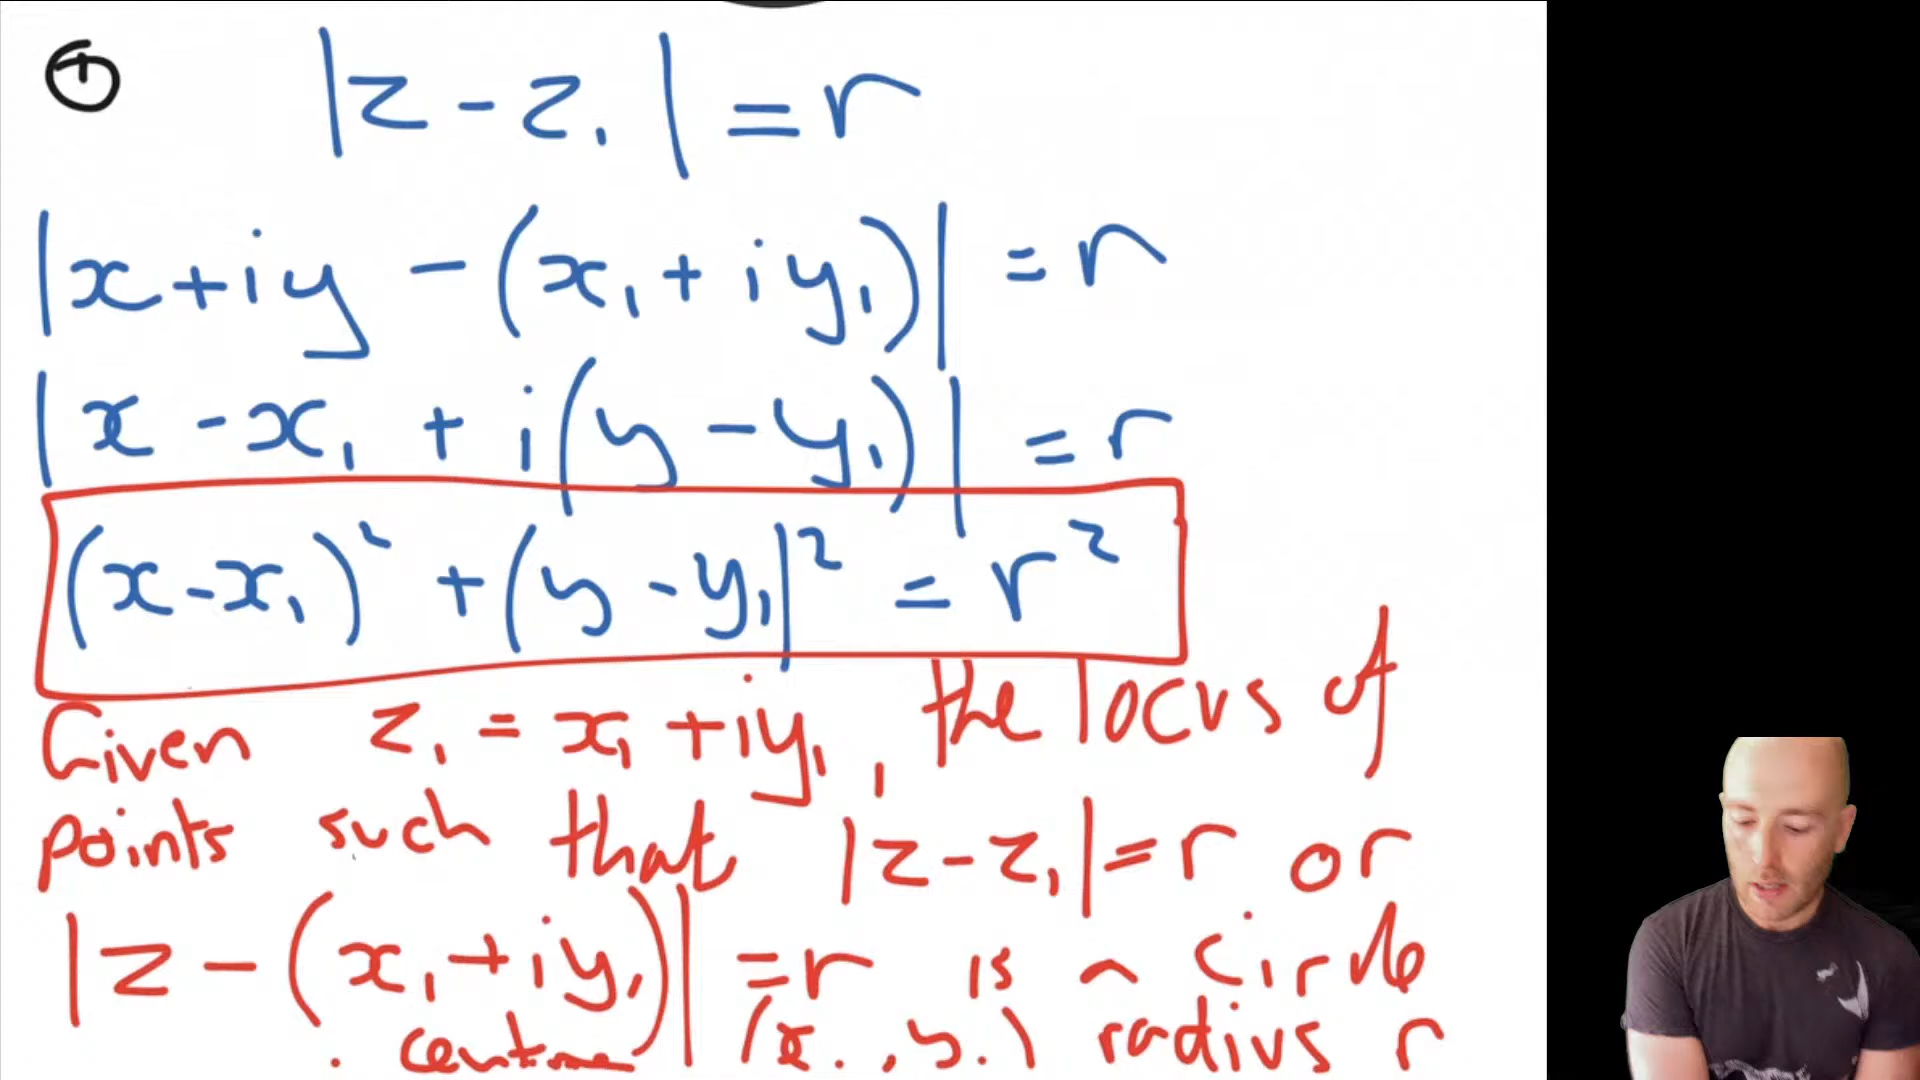 |z - z₁| = r
|x + iy - (x₁ + iy₁)| = r
|x - x₁ + i(y - y₁)| = r
(x - x₁)² + (y - y₁)² = r²
Given z₁ = x₁ + iy₁, the locus of
points such that |z - z₁| = r or
|z - (x₁ + iy₁)| = r is a circle
centre (x₁, y₁) radius r